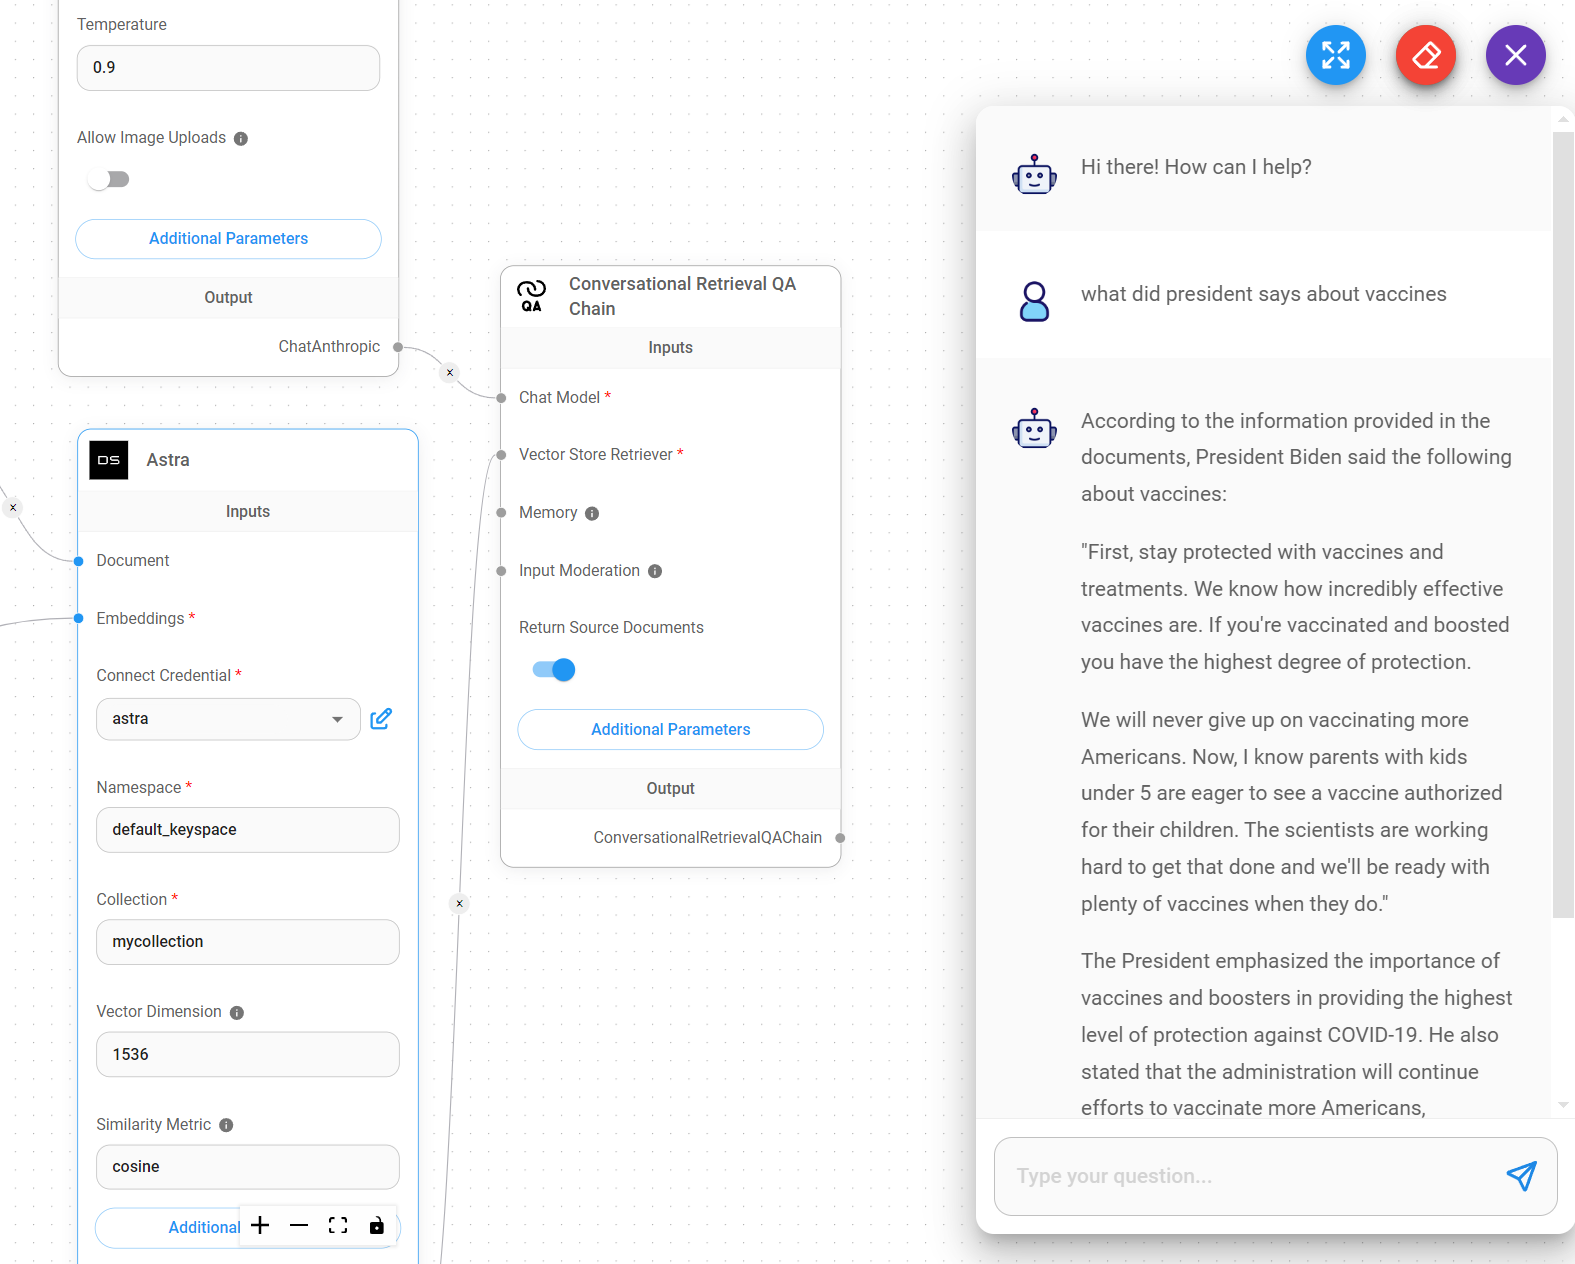 Temperature
0.9
Allow Image Uploads
Additional Parameters
Output
ChatAnthropic
DS
Astra
Inputs
Document
Embeddings *
Connect Credential *
astra
Namespace *
default_keyspace
Collection *
mycollection
Vector Dimension
1536
Similarity Metric
cosine
Additional
QA
Conversational Retrieval QA
Chain
Inputs
Chat Model *
Vector Store Retriever *
Memory
Input Moderation
Return Source Documents
Additional Parameters
Output
ConversationalRetrievalQAChain
Hi there! How can I help?
what did president says about vaccines
According to the information provided in the
documents, President Biden said the following
about vaccines:
"First, stay protected with vaccines and
treatments. We know how incredibly effective
vaccines are. If you're vaccinated and boosted
you have the highest degree of protection.
We will never give up on vaccinating more
Americans. Now, I know parents with kids
under 5 are eager to see a vaccine authorized
for their children. The scientists are working
hard to get that done and we'll be ready with
plenty of vaccines when they do."
The President emphasized the importance of
vaccines and boosters in providing the highest
level of protection against COVID-19. He also
stated that the administration will continue
efforts to vaccinate more Americans,
Type your question...